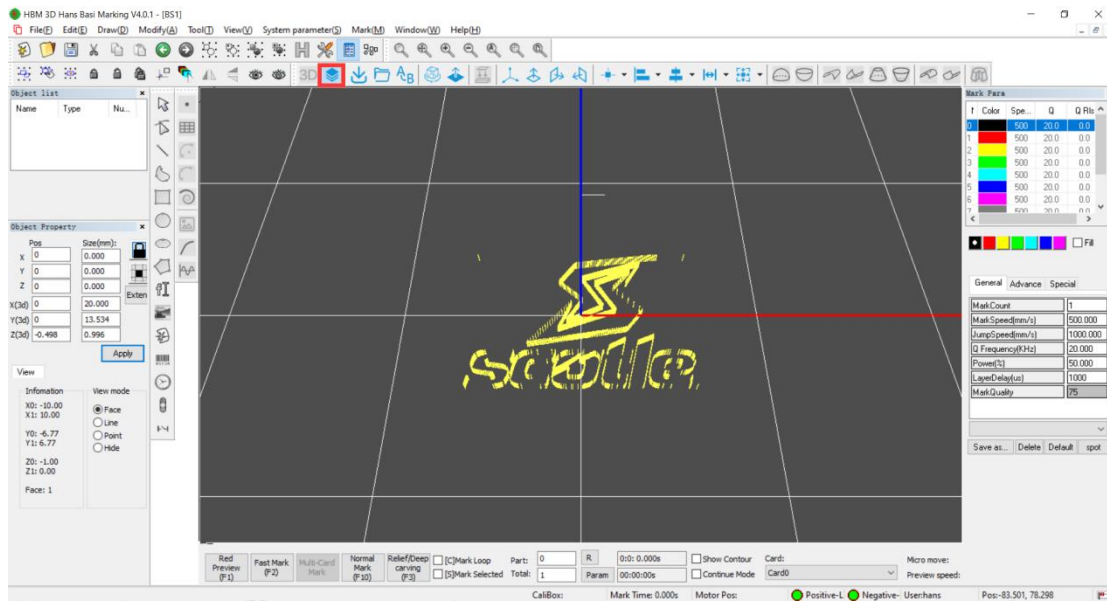 HBM 3D Hans Basi Marking V4.0.1 - [BS1]
File(F) Edit(E) Draw(D) Modify(A) Tool(T) View(V) System parameter(S) Mark(M) Window(W) Help(H)
3D
Object list
Name Type Nu...
Object Property
Pos Size(mm):
X 0 0.000
Y 0 0.000
Z 0 0.000
Exten
X(3d) 0 20.000
Y(3d) 0 13.534
Z(3d) -0.498 0.996
Apply
View
Infomation View mode
X0: -10.00
X1: 10.00
Y0: -6.77
Y1: 6.77
Z0: -1.00
Z1: 0.00
Face: 1
Face
Line
Point
Hide
Mark Para
Color Spe... Q Q Rls
0 500 20.0 0.0
1 500 20.0 0.0
2 500 20.0 0.0
3 500 20.0 0.0
4 500 20.0 0.0
5 500 20.0 0.0
6 500 20.0 0.0
7 500 20.0 0.0
Fill
General Advance Special
MarkCount 1
MarkSpeed(mm/s) 500.000
JumpSpeed(mm/s) 1000.000
Q Frequency(KHz) 20.000
Power(%) 50.000
LayerDelay(us) 1000
MarkQuality 75
Save as... Delete Default spot
Red Preview (F1)
Fast Mark (F2)
Multi-Card Mark
Normal Mark (F10)
Relief/Deep carving (F3)
[C]Mark Loop
[S]Mark Selected
Part: 0
Total: 1
R 0:0: 0.000s
Param 00:00:00s
Show Contour
Continue Mode
Card:
Card0
Micro move:
Preview speed:
CaliBox: Mark Time: 0.000s Motor Pos: Positive-L Negative- User:hans Pos:-83.501, 78.298